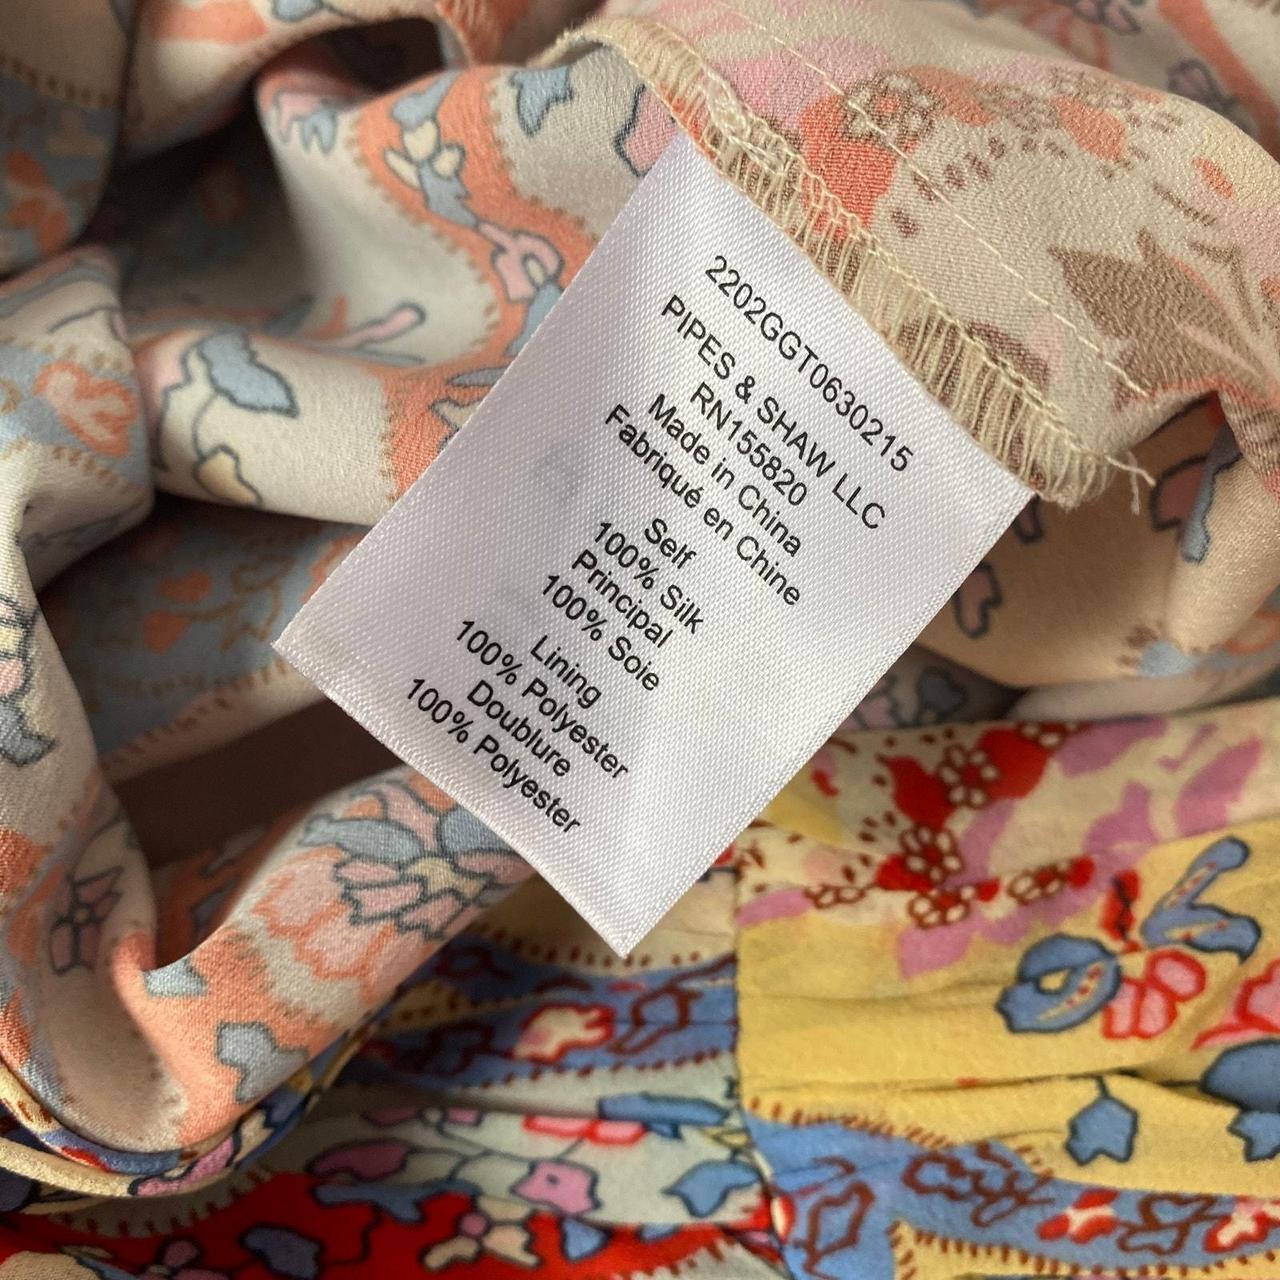 2202GGT0630215
PIPES & SHAW LLC
RN155820
Made in China
Fabriqué en Chine
Self
100% Silk
Principal
100% Soie
Lining
100% Polyester
Doublure
100% Polyester